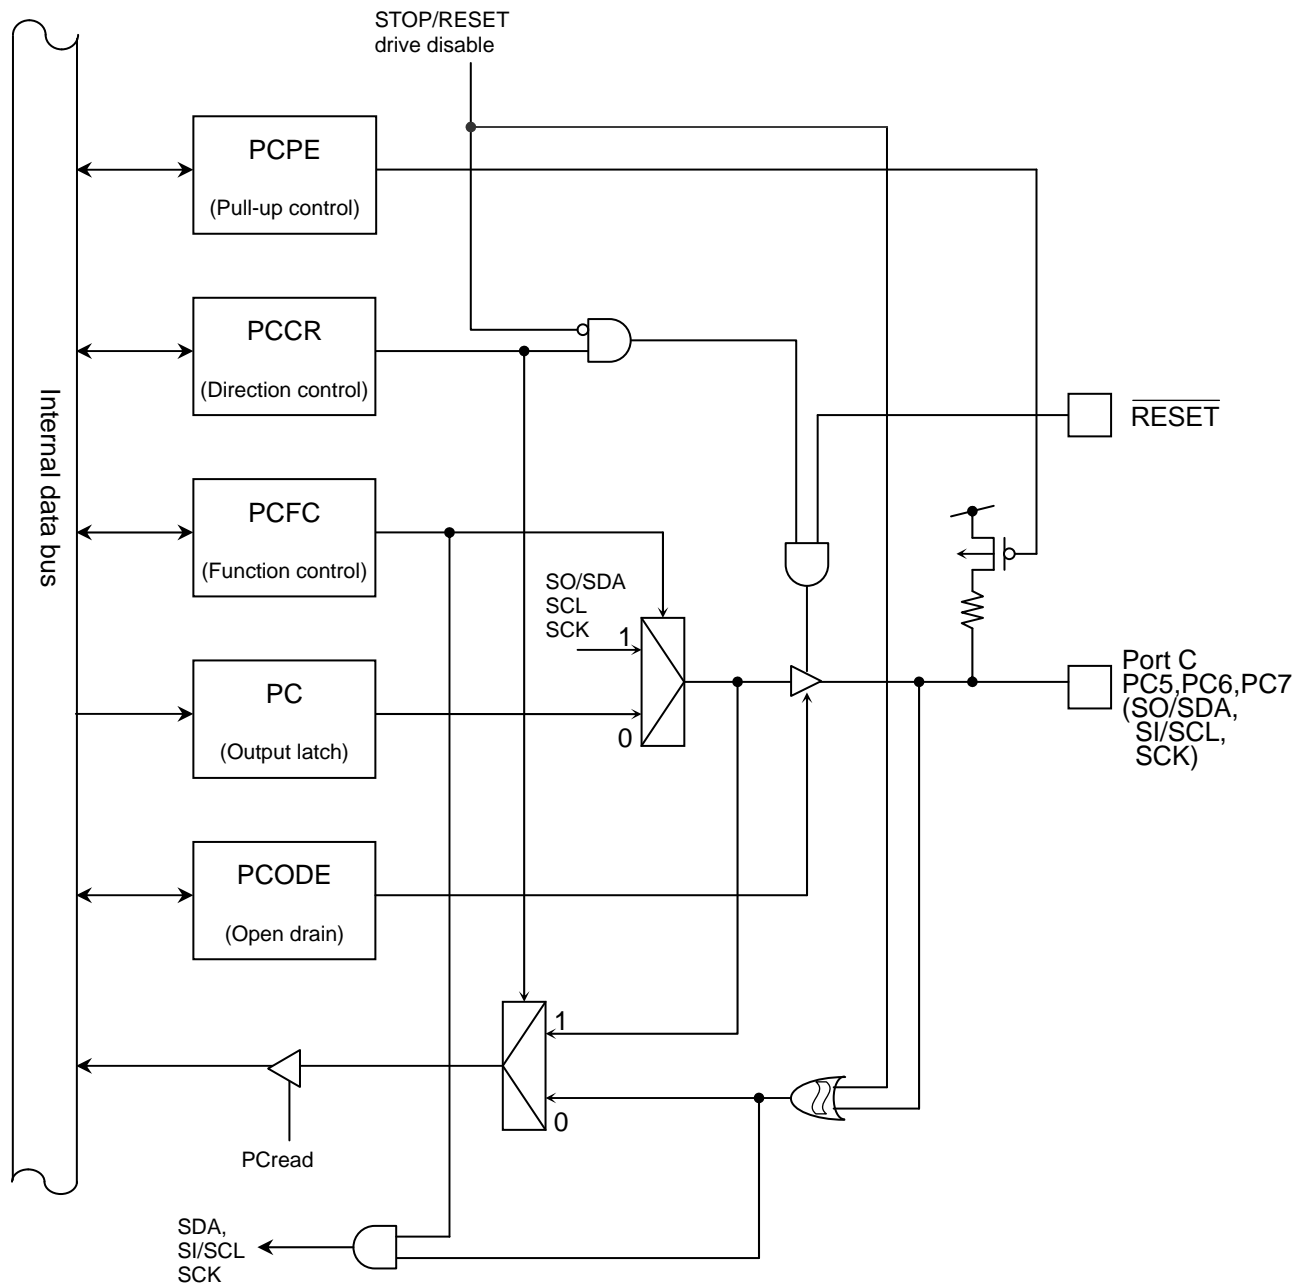 STOP/RESET
drive disable
PCPE
(Pull-up control)
PCCR
(Direction control)
RESET
Internal data bus
PCFC
(Function control)
SO/SDA
SCL
SCK
1
0
PC
(Output latch)
Port C
PC5,PC6,PC7
(SO/SDA,
SI/SCL,
SCK)
PCODE
(Open drain)
1
0
PCread
SDA,
SI/SCL
SCK